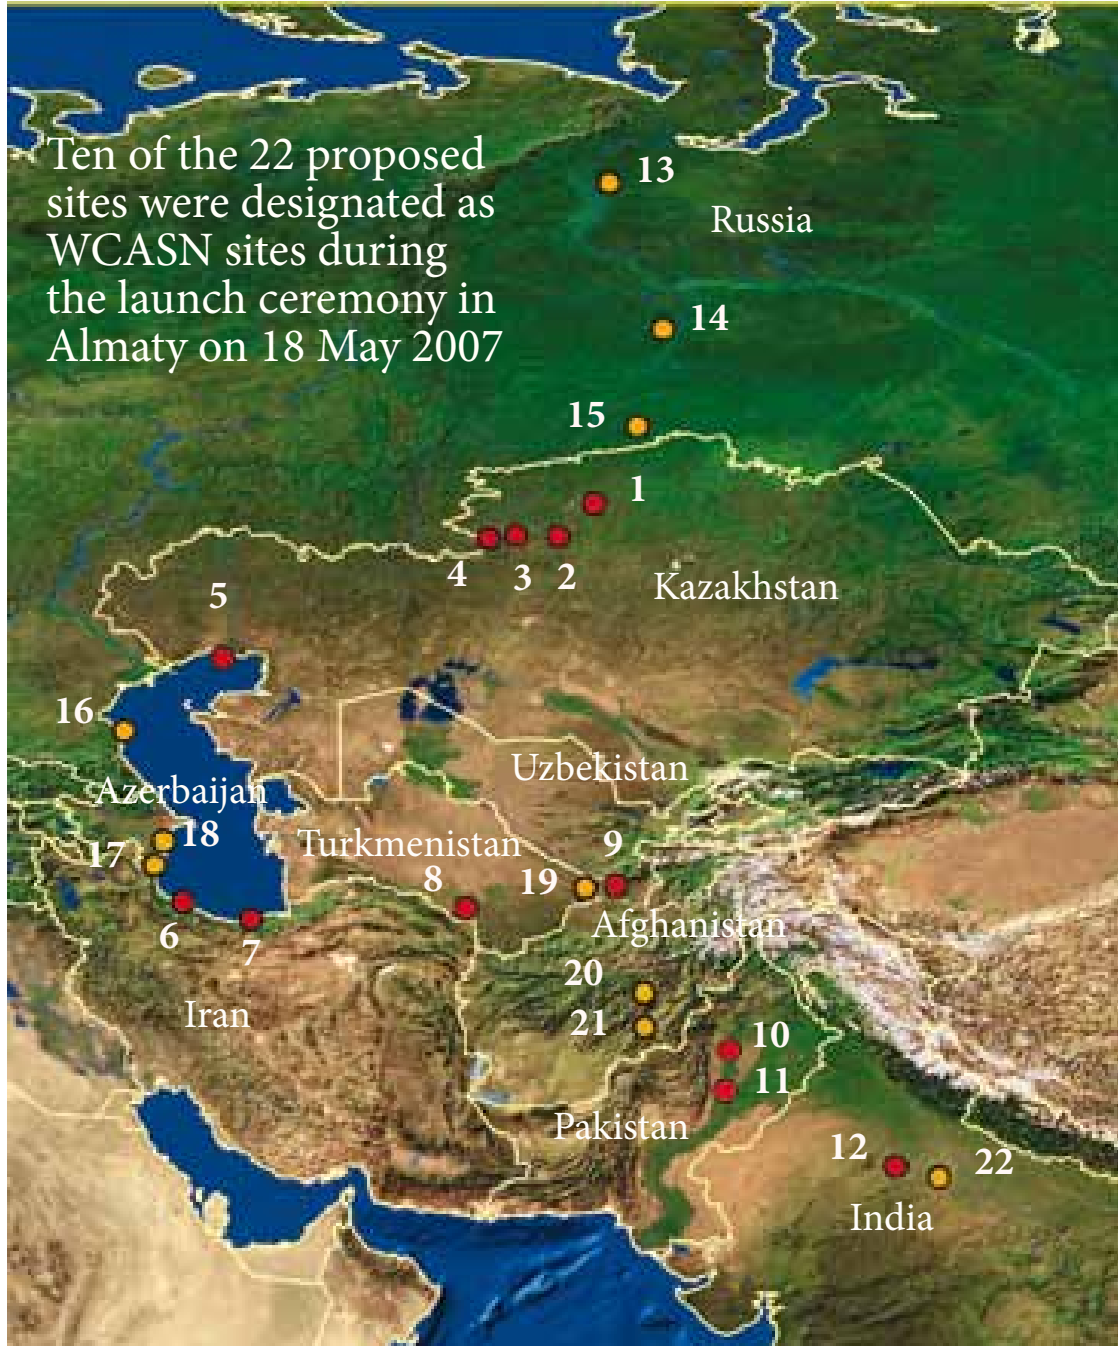 Ten of the 22 proposed
sites were designated as
WCASN sites during
the launch ceremony in
Almaty on 18 May 2007
13
Russia
14
15
1
4
3
2
Kazakhstan
5
16
Uzbekistan
Azerbaijan
18
Turkmenistan
17
9
8
19
Afghanistan
6
7
20
Iran
21
10
11
Pakistan
12
22
India